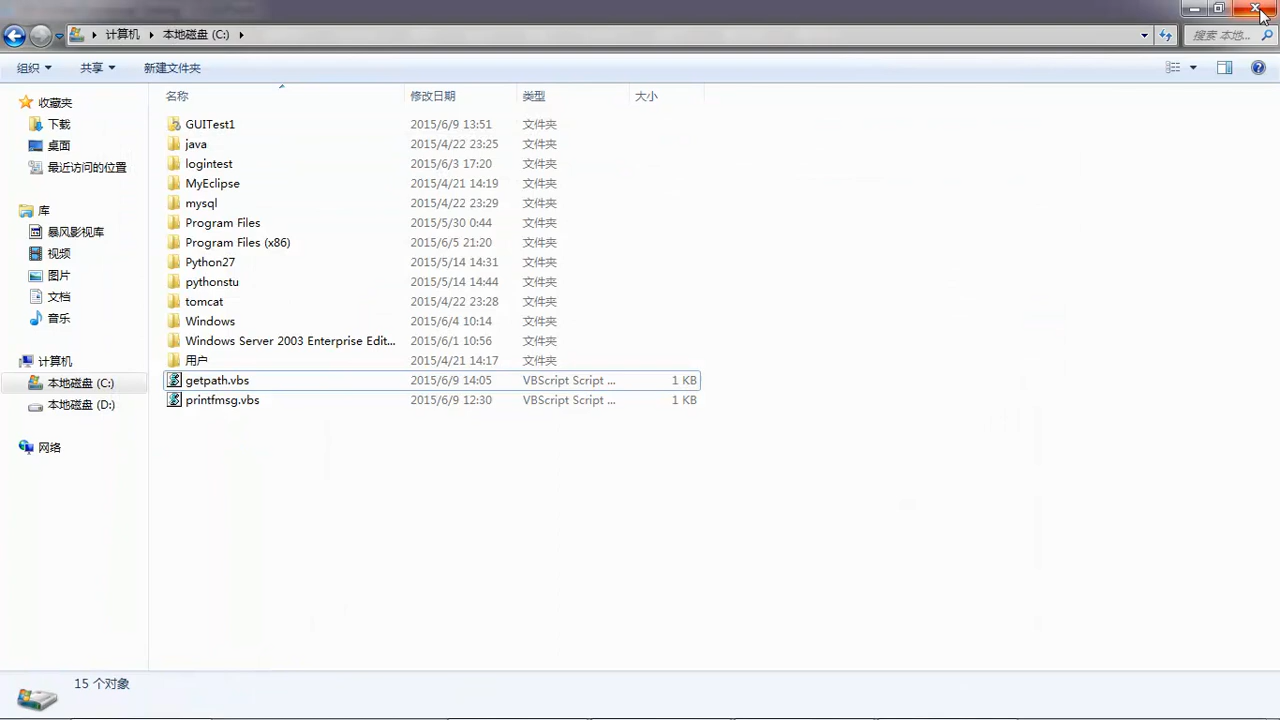 计算机 ▸ 本地磁盘 (C:) ▸
搜索 本地...
组织 共享 新建文件夹
名称 修改日期 类型 大小
收藏夹
下载
桌面
最近访问的位置
库
暴风影视库
视频
图片
文档
音乐
计算机
本地磁盘 (C:)
本地磁盘 (D:)
网络
GUITest1 2015/6/9 13:51 文件夹
java 2015/4/22 23:25 文件夹
logintest 2015/6/3 17:20 文件夹
MyEclipse 2015/4/21 14:19 文件夹
mysql 2015/4/22 23:29 文件夹
Program Files 2015/5/30 0:44 文件夹
Program Files (x86) 2015/6/5 21:20 文件夹
Python27 2015/5/14 14:31 文件夹
pythonstu 2015/5/14 14:44 文件夹
tomcat 2015/4/22 23:28 文件夹
Windows 2015/6/4 10:14 文件夹
Windows Server 2003 Enterprise Edit... 2015/6/1 10:56 文件夹
用户 2015/4/21 14:17 文件夹
getpath.vbs 2015/6/9 14:05 VBScript Script ... 1 KB
printfmsg.vbs 2015/6/9 12:30 VBScript Script ... 1 KB
15 个对象